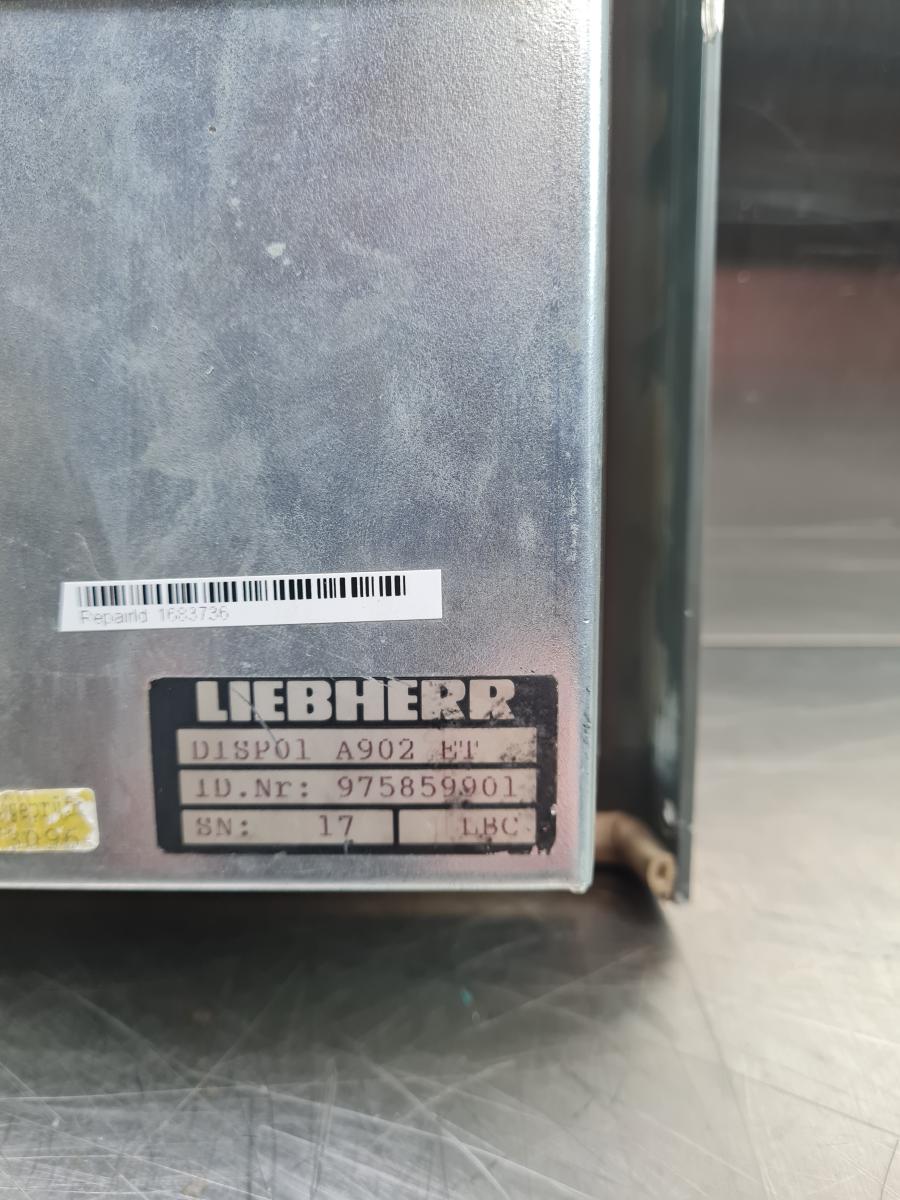 RepairId 1683736
LIEBHERR
DISP01 A902 ET
ID.Nr: 975859901
SN: 17 LBC